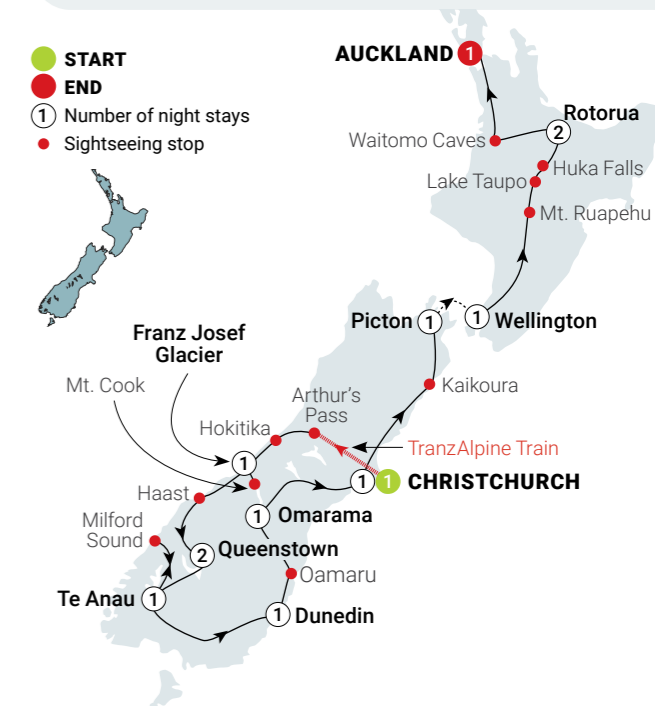 START
END
1 Number of night stays
Sightseeing stop
AUCKLAND 1
Rotorua
2
Waitomo Caves
Huka Falls
Lake Taupo
Mt. Ruapehu
Picton 1
1 Wellington
Franz Josef
Glacier
Mt. Cook
Arthur's
Pass
Kaikoura
Hokitika
TranzAlpine Train
1
1 1 CHRISTCHURCH
Haast
1 Omarama
Milford
Sound
2 Queenstown
Oamaru
Te Anau 1
1 Dunedin